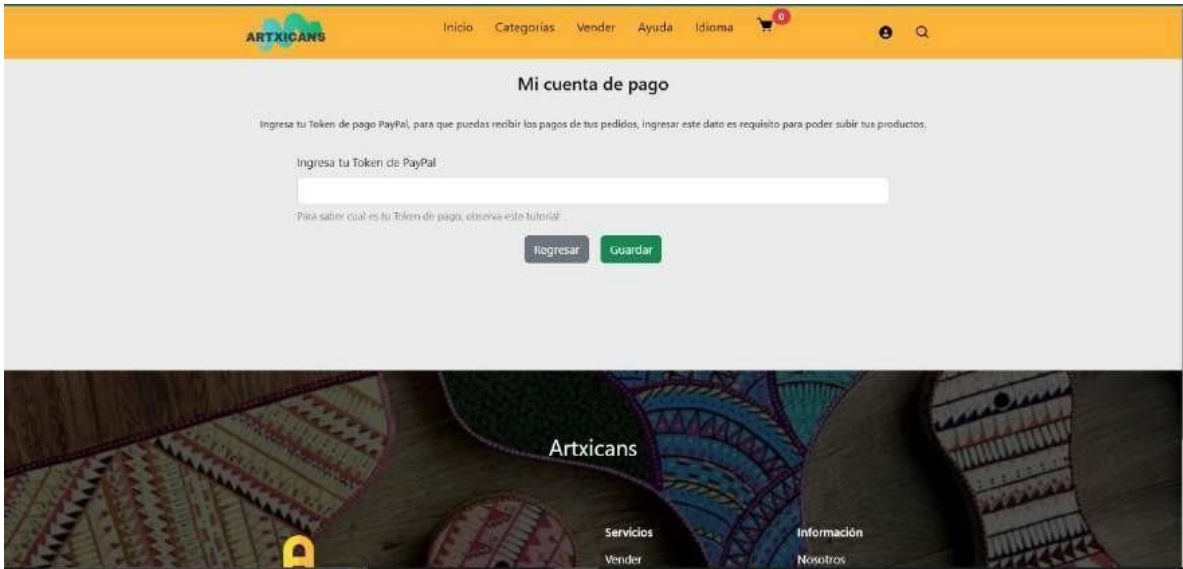 ARTXICANS
Inicio Categorías Vender Ayuda Idioma 0
Mi cuenta de pago
Ingresa tu Token de pago PayPal, para que puedas recibir los pagos de tus pedidos, ingresar este dato es requisito para poder subir tus productos.
Ingresa tu Token de PayPal
Para saber cual es tu Token de pago, observa este tutorial: .
Regresar Guardar
Artxicans
Servicios Información
Vender Nosotros